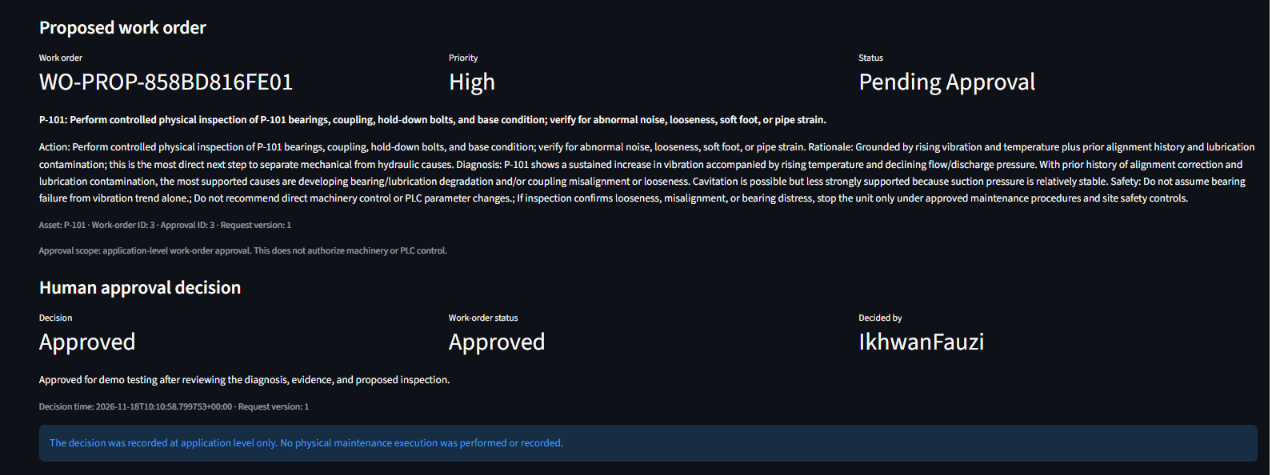 Proposed work order
Work order
Priority
Status
WO-PROP-858BD816FE01
High
Pending Approval
P-101: Perform controlled physical inspection of P-101 bearings, coupling, hold-down bolts, and base condition; verify for abnormal noise, looseness, soft foot, or pipe strain.
Action: Perform controlled physical inspection of P-101 bearings, coupling, hold-down bolts, and base condition; verify for abnormal noise, looseness, soft foot, or pipe strain. Rationale: Grounded by rising vibration and temperature plus prior alignment history and lubrication
contamination; this is the most direct next step to separate mechanical from hydraulic causes. Diagnosis: P-101 shows a sustained increase in vibration accompanied by rising temperature and declining flow/discharge pressure. With prior history of alignment correction and
lubrication contamination, the most supported causes are developing bearing/lubrication degradation and/or coupling misalignment or looseness. Cavitation is possible but less strongly supported because suction pressure is relatively stable. Safety: Do not assume bearing
failure from vibration trend alone.; Do not recommend direct machinery control or PLC parameter changes.; If inspection confirms looseness, misalignment, or bearing distress, stop the unit only under approved maintenance procedures and site safety controls.
Asset: P-101 · Work-order ID: 3 · Approval ID: 3 · Request version: 1
Approval scope: application-level work-order approval. This does not authorize machinery or PLC control.
Human approval decision
Decision
Work-order status
Decided by
Approved
Approved
IkhwanFauzi
Approved for demo testing after reviewing the diagnosis, evidence, and proposed inspection.
Decision time: 2026-11-18T10:10:58.799753+00:00 · Request version: 1
The decision was recorded at application level only. No physical maintenance execution was performed or recorded.